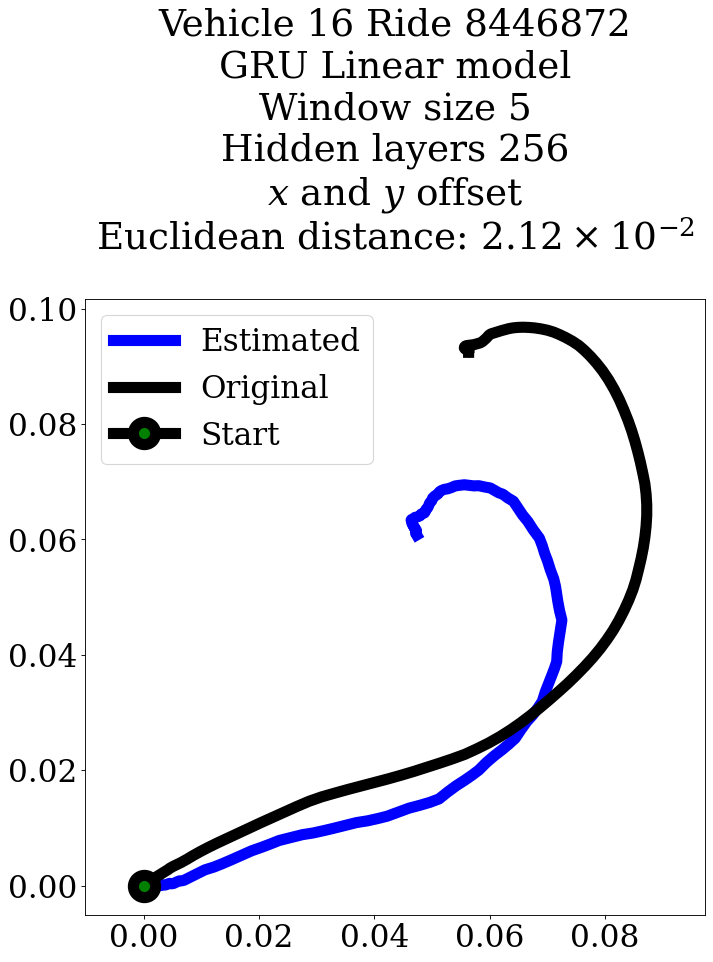 Vehicle 16 Ride 8446872
GRU Linear model
Window size 5
Hidden layers 256
x and y offset
Euclidean distance: 2.12 × 10⁻²
Estimated
Original
Start
0.10
0.08
0.06
0.04
0.02
0.00
0.00 0.02 0.04 0.06 0.08